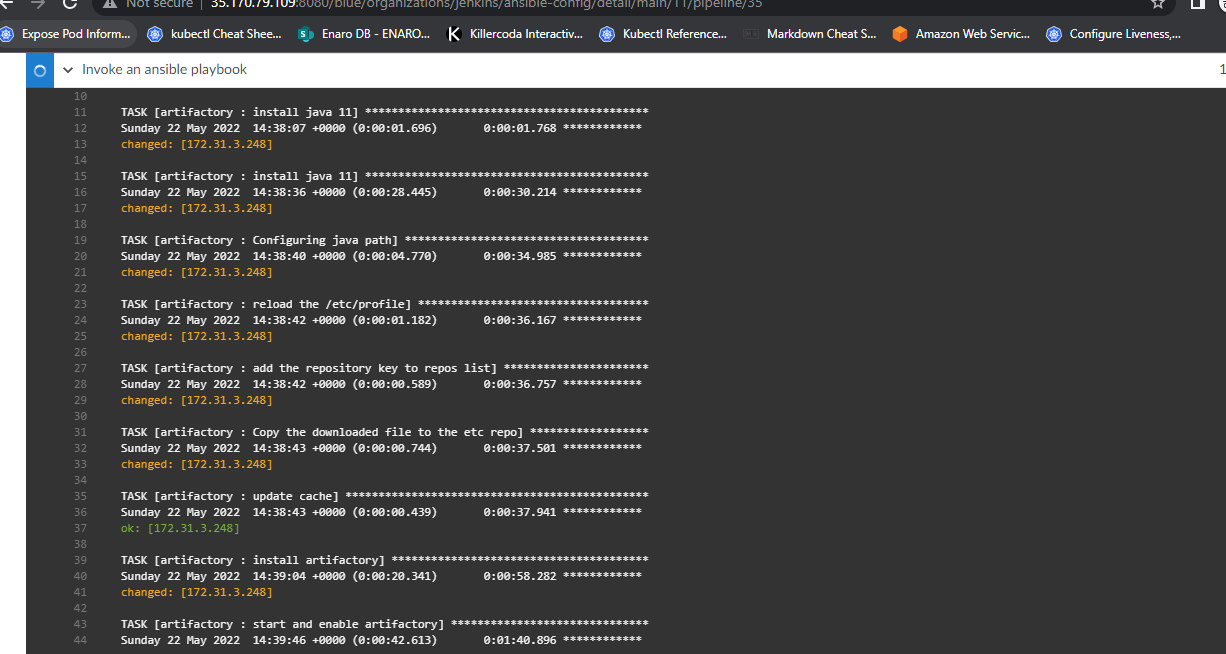 Not secure | 35.170.79.109:8080/blue/organizations/jenkins/ansible-config/detail/main/11/pipeline/35
Expose Pod Inform... kubectl Cheat Shee... Enaro DB - ENARO... Killercoda Interactiv... Kubectl Reference... Markdown Cheat S... Amazon Web Servic... Configure Liveness,...
Invoke an ansible playbook 1
10
11 TASK [artifactory : install java 11] *******************************************
12 Sunday 22 May 2022  14:38:07 +0000 (0:00:01.696)       0:00:01.768 ************
13 changed: [172.31.3.248]
14
15 TASK [artifactory : install java 11] *******************************************
16 Sunday 22 May 2022  14:38:36 +0000 (0:00:28.445)       0:00:30.214 ************
17 changed: [172.31.3.248]
18
19 TASK [artifactory : Configuring java path] *************************************
20 Sunday 22 May 2022  14:38:40 +0000 (0:00:04.770)       0:00:34.985 ************
21 changed: [172.31.3.248]
22
23 TASK [artifactory : reload the /etc/profile] ***********************************
24 Sunday 22 May 2022  14:38:42 +0000 (0:00:01.182)       0:00:36.167 ************
25 changed: [172.31.3.248]
26
27 TASK [artifactory : add the repository key to repos list] **********************
28 Sunday 22 May 2022  14:38:42 +0000 (0:00:00.589)       0:00:36.757 ************
29 changed: [172.31.3.248]
30
31 TASK [artifactory : Copy the downloaded file to the etc repo] ******************
32 Sunday 22 May 2022  14:38:43 +0000 (0:00:00.744)       0:00:37.501 ************
33 changed: [172.31.3.248]
34
35 TASK [artifactory : update cache] **********************************************
36 Sunday 22 May 2022  14:38:43 +0000 (0:00:00.439)       0:00:37.941 ************
37 ok: [172.31.3.248]
38
39 TASK [artifactory : install artifactory] ***************************************
40 Sunday 22 May 2022  14:39:04 +0000 (0:00:20.341)       0:00:58.282 ************
41 changed: [172.31.3.248]
42
43 TASK [artifactory : start and enable artifactory] ******************************
44 Sunday 22 May 2022  14:39:46 +0000 (0:00:42.613)       0:01:40.896 ************